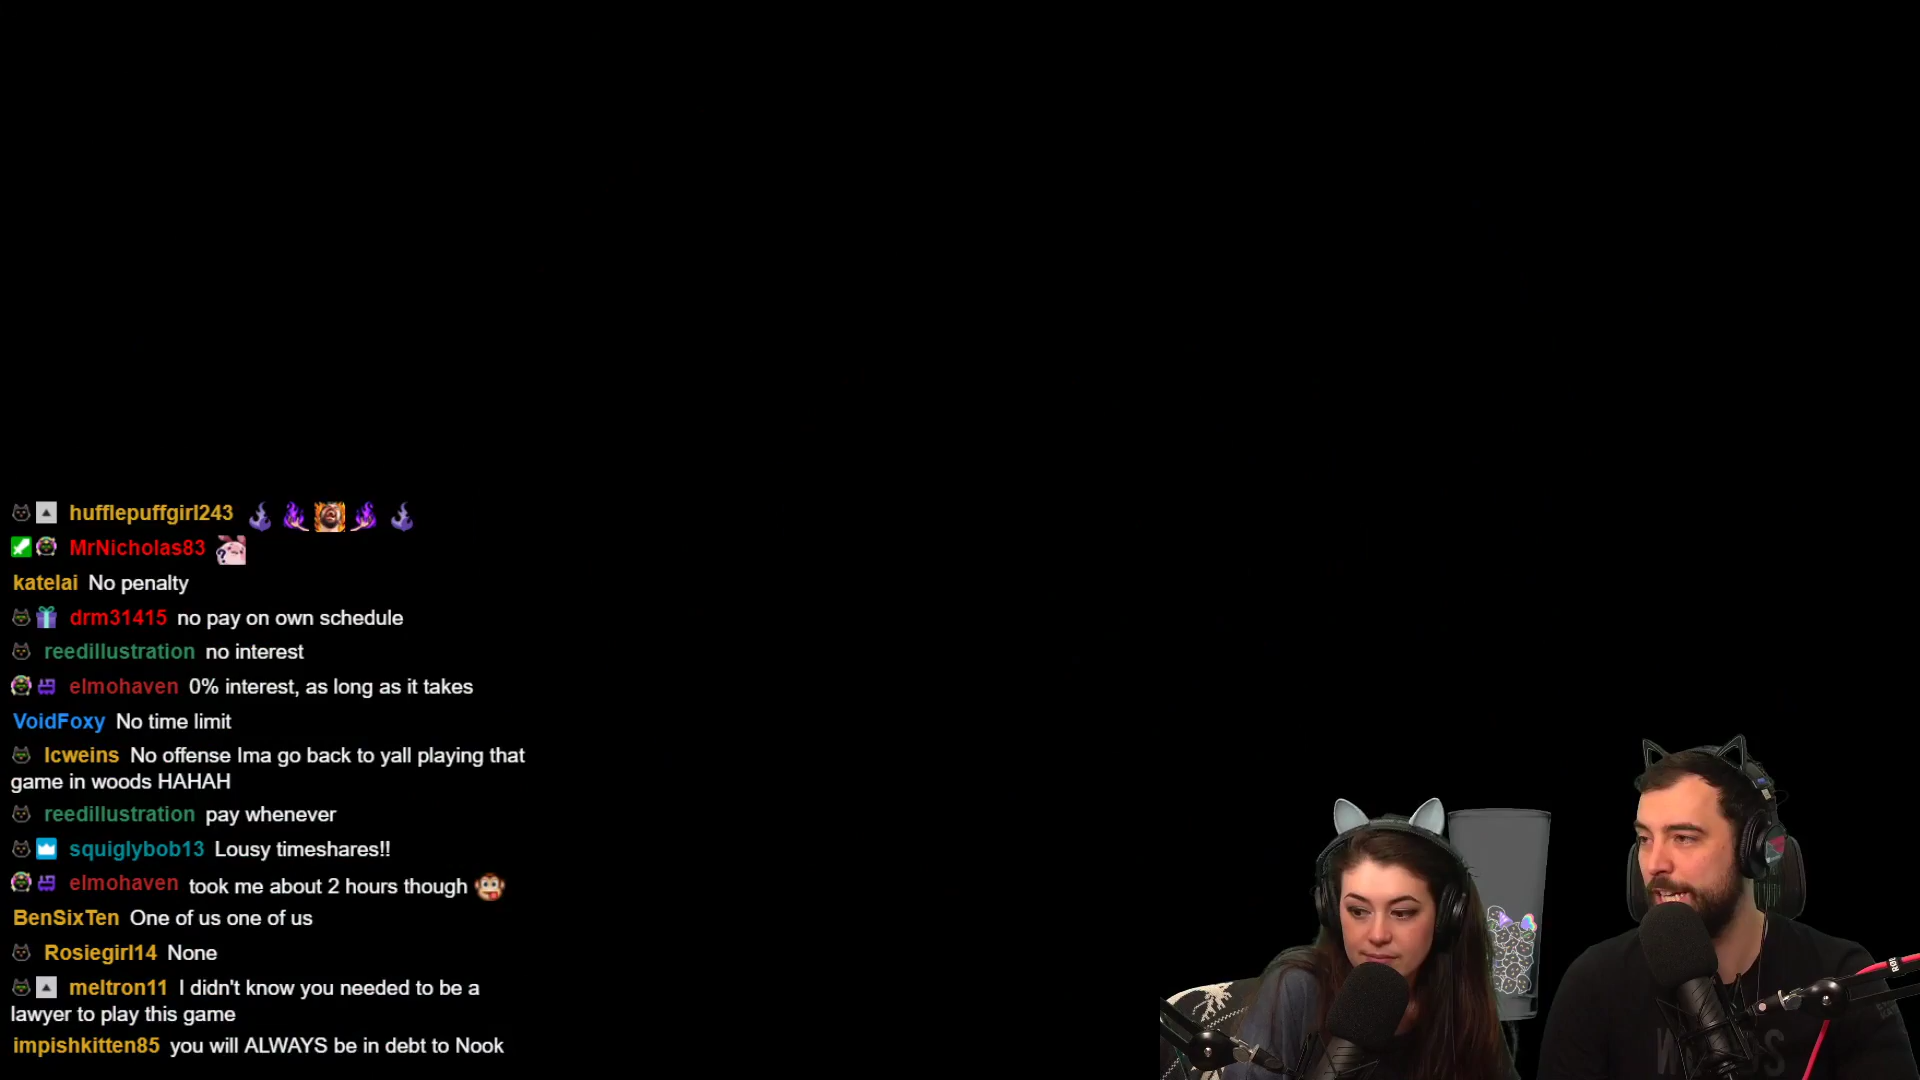 hufflepuffgirl243
MrNicholas83
katelai No penalty
drm31415 no pay on own schedule
reedillustration no interest
elmohaven 0% interest, as long as it takes
VoidFoxy No time limit
lcweins No offense Ima go back to yall playing that
game in woods HAHAH
reedillustration pay whenever
squiglybob13 Lousy timeshares!!
elmohaven took me about 2 hours though
BenSixTen One of us one of us
Rosiegirl14 None
meltron11 I didn't know you needed to be a
lawyer to play this game
impishkitten85 you will ALWAYS be in debt to Nook